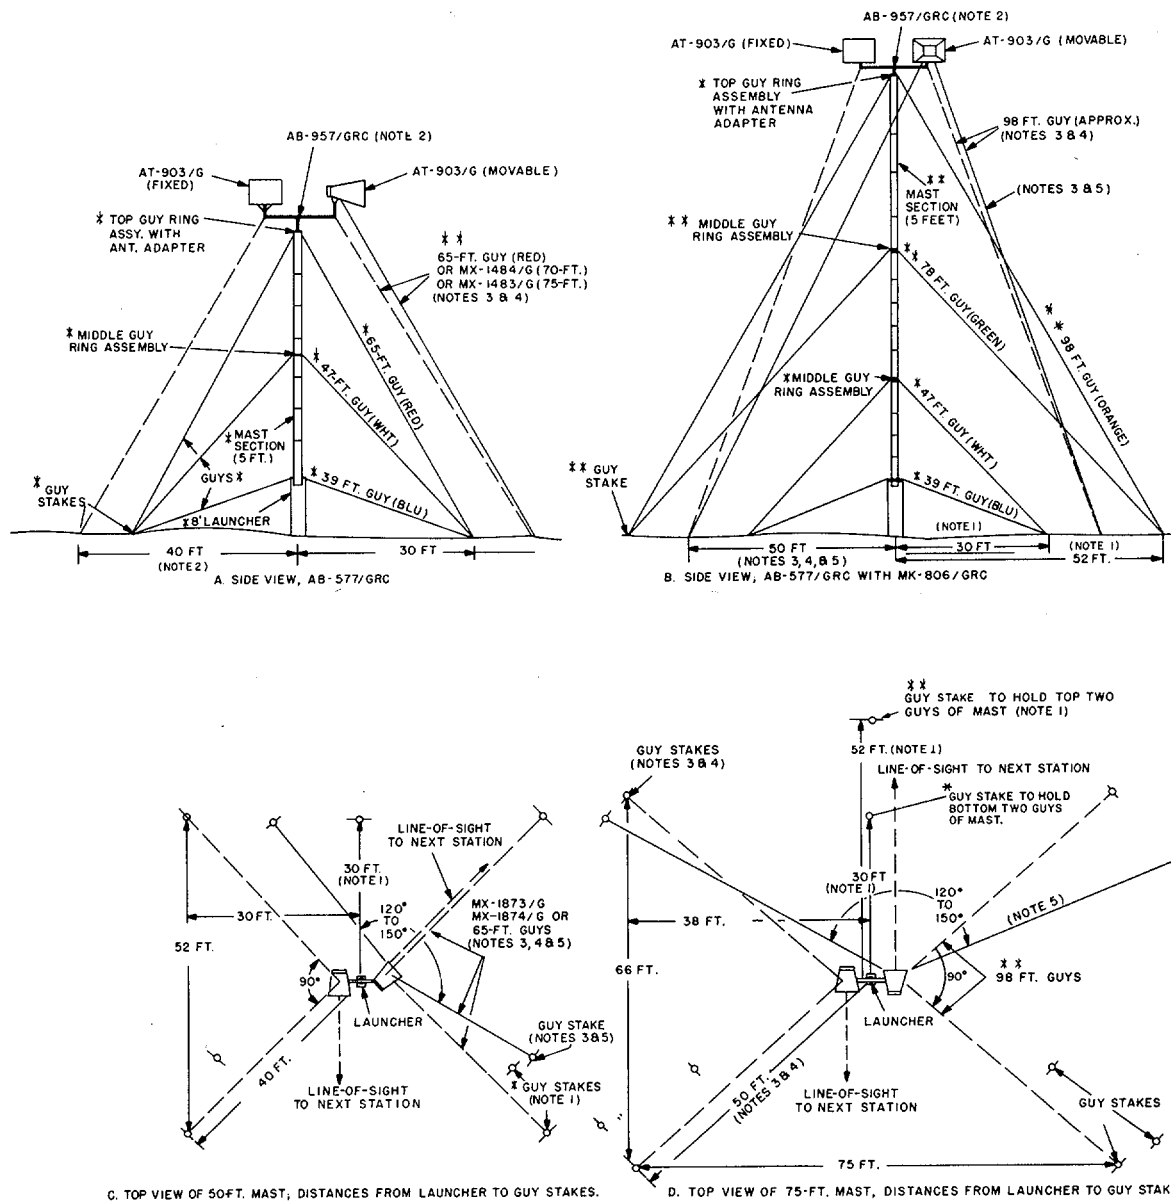 AB-957/GRC (NOTE 2)
AT-903/G (FIXED)
AT-903/G (MOVABLE)
* TOP GUY RING
ASSEMBLY
WITH ANTENNA
ADAPTER
98 FT. GUY (APPROX.)
(NOTES 3 & 4)
(NOTES 3 & 5)
**
MAST
SECTION
(5 FEET)
** MIDDLE GUY
RING ASSEMBLY
** 78 FT. GUY (GREEN)
** 98 FT. GUY (ORANGE)
*MIDDLE GUY
RING ASSEMBLY
*47 FT. GUY (WHT)
** GUY
STAKE
*39 FT. GUY (BLU)
(NOTE 1)
50 FT
(NOTES 3, 4, & 5)
30 FT
(NOTE 1)
52 FT.
B. SIDE VIEW, AB-577/GRC WITH MK-806/GRC
AB-957/GRC (NOTE 2)
AT-903/G
(FIXED)
AT-903/G (MOVABLE)
* TOP GUY RING
ASSY. WITH
ANT. ADAPTER
**
65-FT. GUY (RED)
OR MX-1484/G (70-FT.)
OR MX-1483/G (75-FT.)
(NOTES 3 & 4)
*MIDDLE GUY
RING ASSEMBLY
*65-FT. GUY (RED)
*47-FT. GUY (WHT)
*MAST
SECTION
(5 FT.)
GUYS*
* GUY
STAKES
*39 FT. GUY (BLU)
*8' LAUNCHER
40 FT
(NOTE 2)
30 FT
A. SIDE VIEW, AB-577/GRC
LINE-OF-SIGHT
TO NEXT STATION
30 FT.
(NOTE 1)
30 FT.
120°
TO
150°
MX-1873/G
MX-1874/G OR
65-FT. GUYS
(NOTES 3, 4 & 5)
52 FT.
90°
LAUNCHER
GUY STAKE
(NOTES 3 & 5)
40 FT.
*GUY STAKES
(NOTE 1)
LINE-OF-SIGHT
TO NEXT STATION
C. TOP VIEW OF 50 FT. MAST, DISTANCES FROM LAUNCHER TO GUY STAKES.
**
GUY STAKE TO HOLD TOP TWO
GUYS OF MAST (NOTE 1)
GUY STAKES
(NOTES 3 & 4)
52 FT. (NOTE 1)
LINE-OF-SIGHT TO NEXT STATION
*
GUY STAKE TO HOLD
BOTTOM TWO GUYS
OF MAST.
30 FT
(NOTE 1)
120°
TO
150°
(NOTE 5)
38 FT.
66 FT.
90°
**
98 FT. GUYS
LAUNCHER
50 FT.
(NOTES 3 & 4)
LINE-OF-SIGHT
TO NEXT STATION
GUY STAKES
75 FT.
D. TOP VIEW OF 75-FT. MAST, DISTANCES FROM LAUNCHER TO GUY STAK